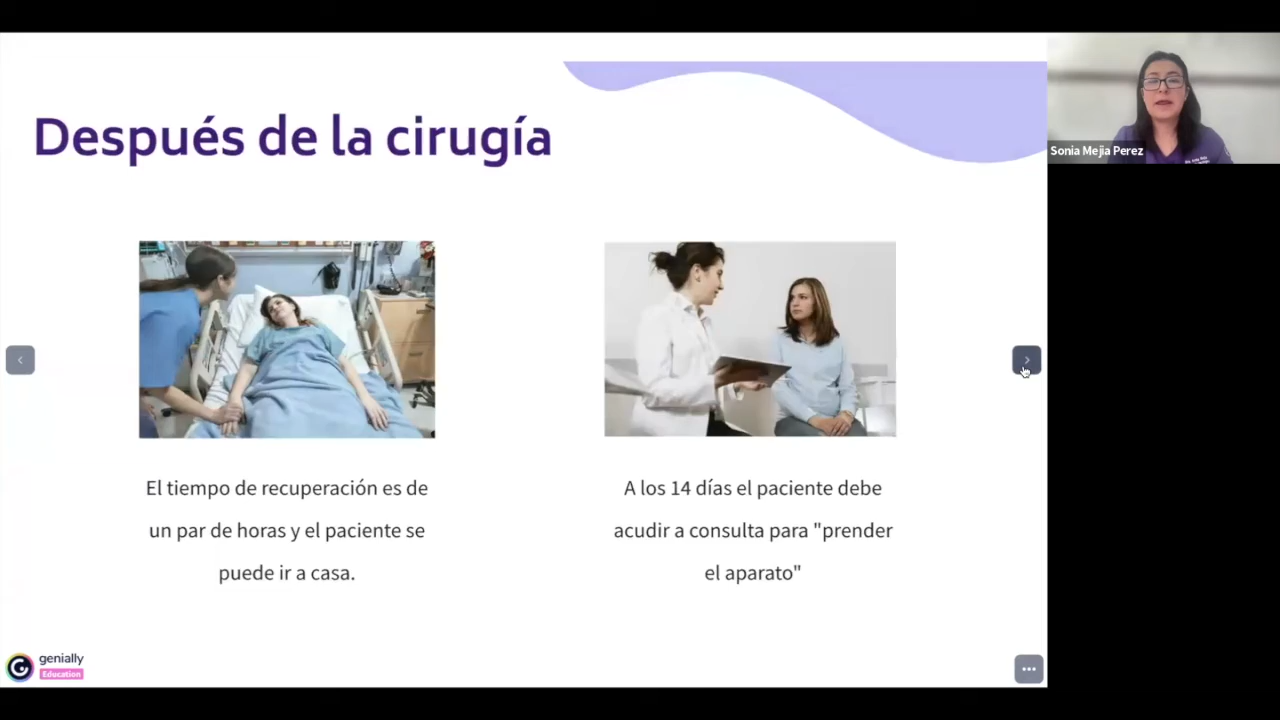 Después de la cirugía
Sonia Mejia Perez
El tiempo de recuperación es de
un par de horas y el paciente se
puede ir a casa.
A los 14 días el paciente debe
acudir a consulta para "prender
el aparato"
genially
Education